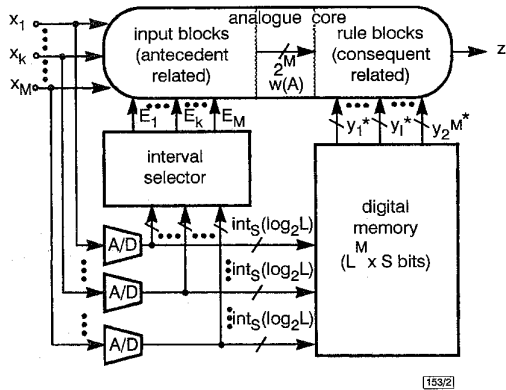 analogue core
x1
xk
xM
input blocks
(antecedent
related)
2M
w(A)
rule blocks
(consequent
related)
z
E1
Ek
EM
y1*
yl*
y2M*
interval
selector
A/D
intS(log2L)
A/D
intS(log2L)
A/D
intS(log2L)
digital
memory
(LM x S bits)
153/2